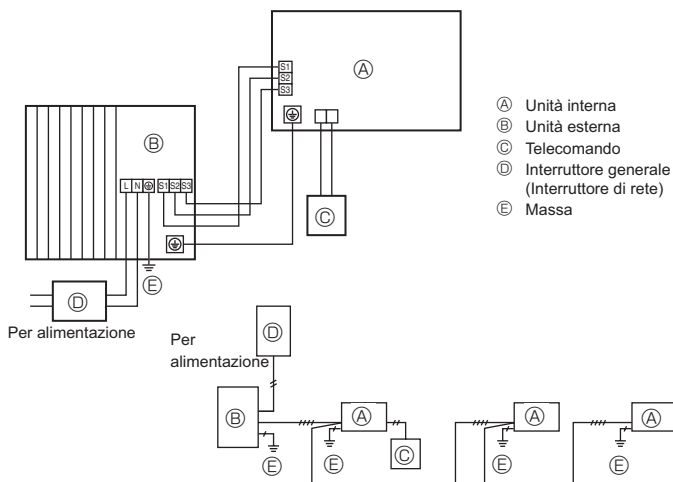 S1
S2
S3
Ⓐ
Ⓑ
L N S1 S2 S3
Ⓒ
Ⓔ
Ⓓ
Per alimentazione
Ⓐ Unità interna
Ⓑ Unità esterna
Ⓒ Telecomando
Ⓓ Interruttore generale
(Interruttore di rete)
Ⓔ Massa
Per
alimentazione
Ⓓ
Ⓑ
Ⓐ
Ⓐ
Ⓐ
Ⓒ
Ⓔ
Ⓔ
Ⓔ
Ⓔ